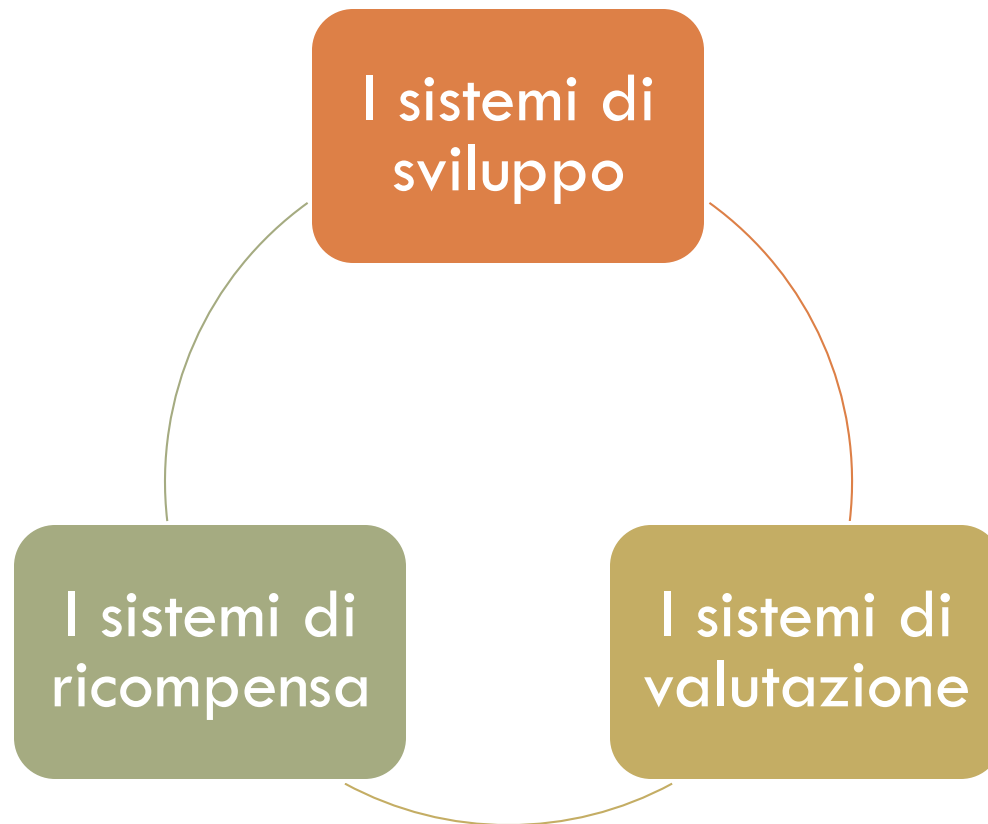 I sistemi di
sviluppo
I sistemi di
ricompensa
I sistemi di
valutazione